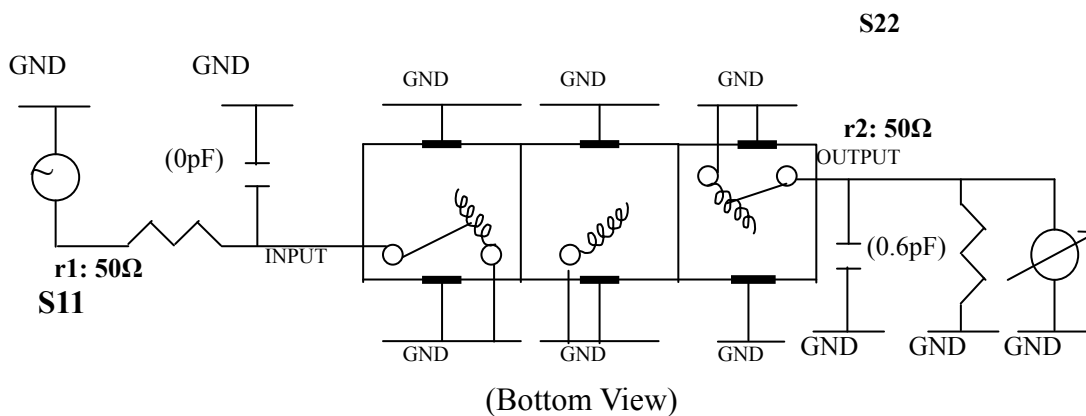 S22
GND
GND
GND
GND
GND
r2: 50Ω
(0pF)
OUTPUT
INPUT
(0.6pF)
r1: 50Ω
S11
GND
GND
GND
GND
GND
GND
(Bottom View)